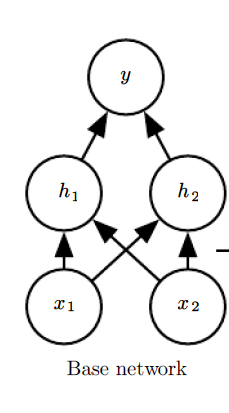 y
h₁ h₂
x₁ x₂
Base network